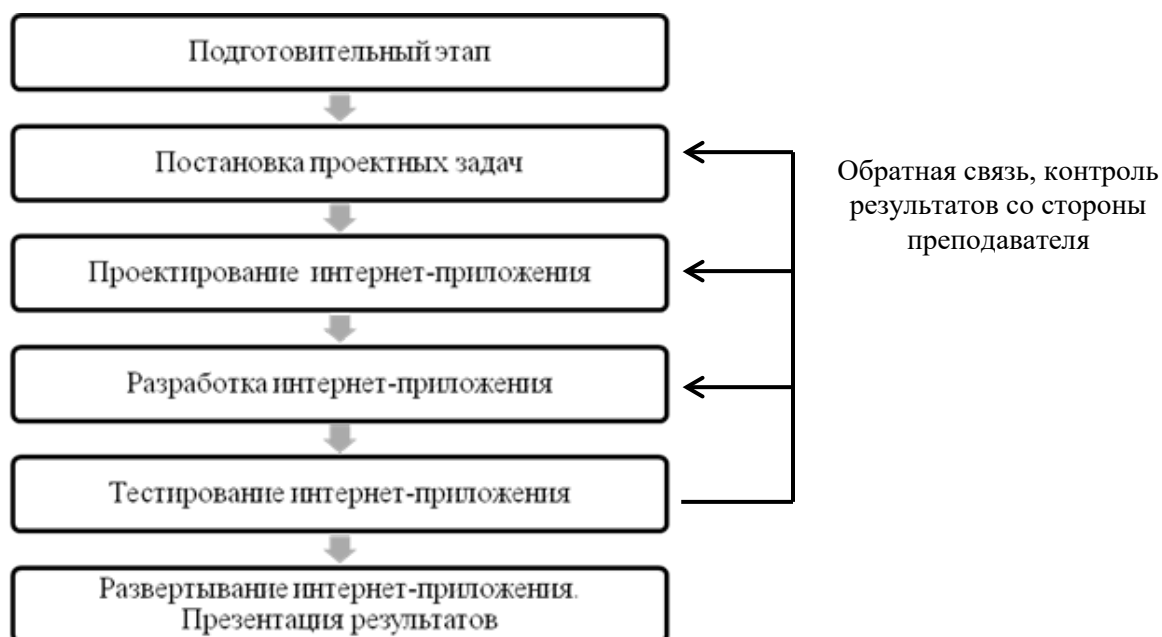 Подготовительный этап
Постановка проектных задач
Проектирование интернет-приложения
Разработка интернет-приложения
Тестирование интернет-приложения
Развертывание интернет-приложения.
Презентация результатов
Обратная связь, контроль
результатов со стороны
преподавателя